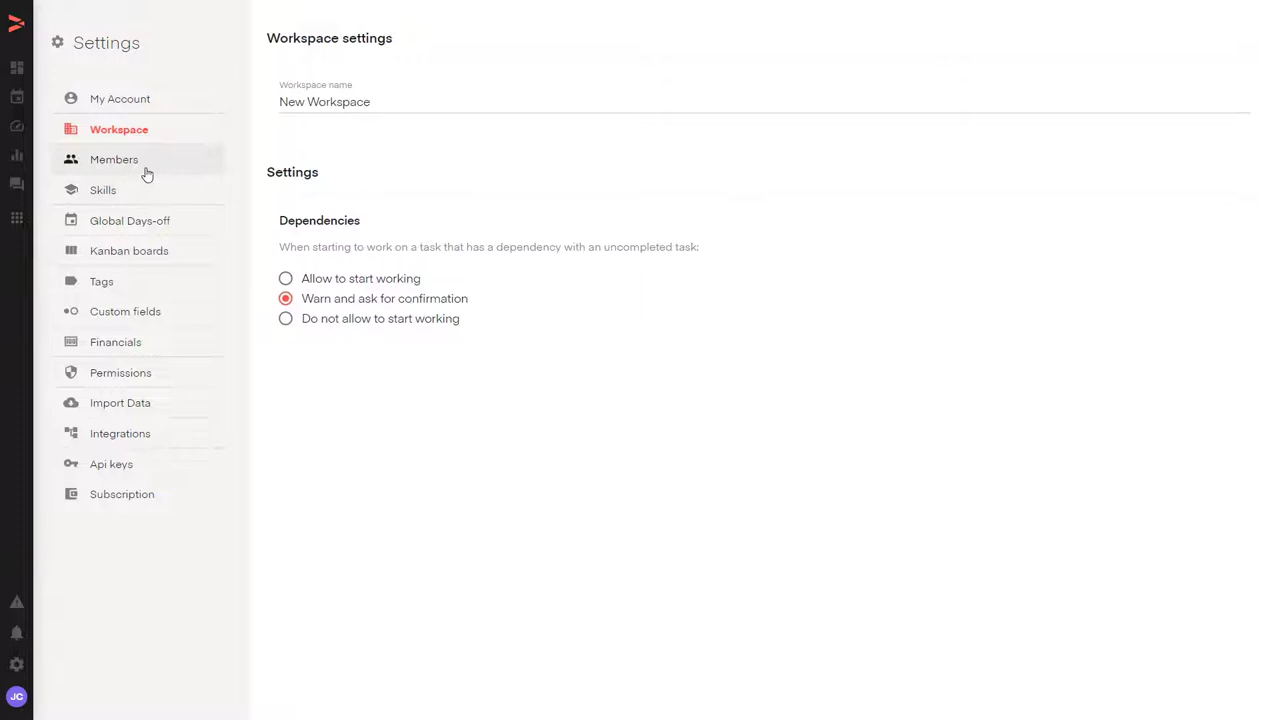 Settings
My Account
Workspace
Members
Skills
Global Days-off
Kanban boards
Tags
Custom fields
Financials
Permissions
Import Data
Integrations
Api keys
Subscription
JC
Workspace settings
Workspace name
New Workspace
Settings
Dependencies
When starting to work on a task that has a dependency with an uncompleted task:
Allow to start working
Warn and ask for confirmation
Do not allow to start working